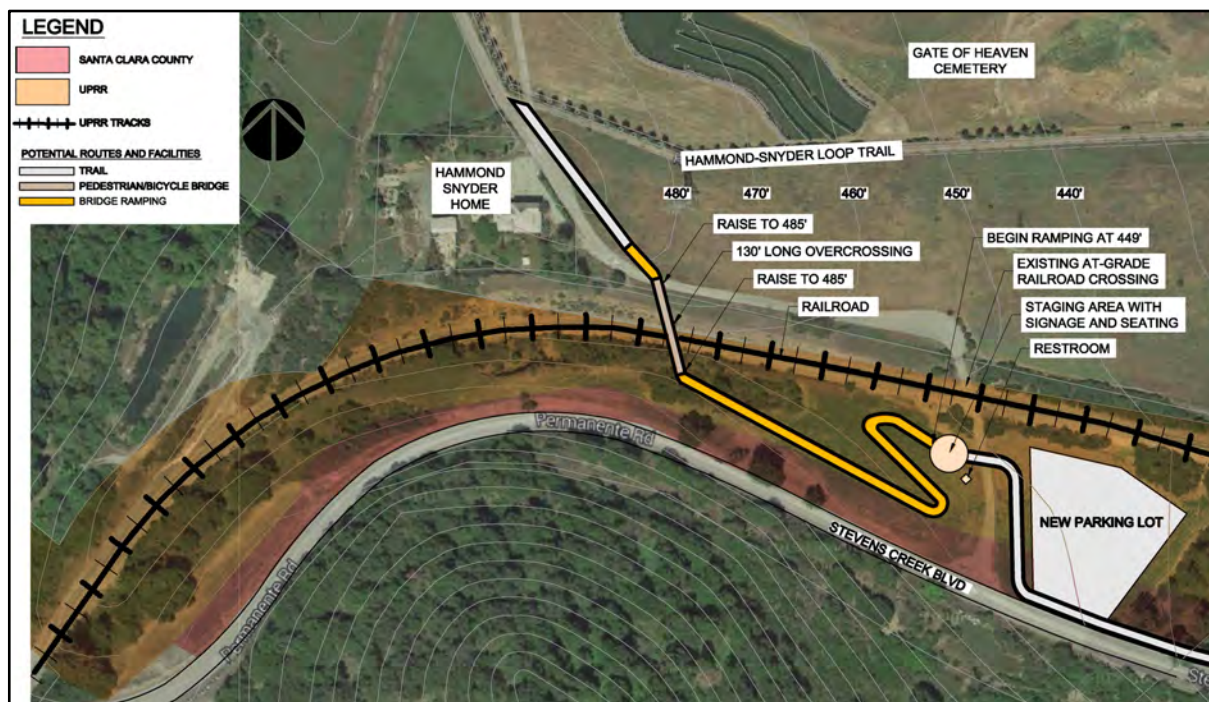 LEGEND
SANTA CLARA COUNTY
UPRR
UPRR TRACKS
POTENTIAL ROUTES AND FACILITIES
TRAIL
PEDESTRIAN/BICYCLE BRIDGE
BRIDGE RAMPING
GATE OF HEAVEN
CEMETERY
HAMMOND-SNYDER LOOP TRAIL
HAMMOND
SNYDER
HOME
480' 470' 460' 450' 440'
RAISE TO 485'
130' LONG OVERCROSSING
RAISE TO 485'
RAILROAD
BEGIN RAMPING AT 449'
EXISTING AT-GRADE
RAILROAD CROSSING
STAGING AREA WITH
SIGNAGE AND SEATING
RESTROOM
Permanente Rd
Permanente Rd
STEVENS CREEK BLVD
NEW PARKING LOT
Ste